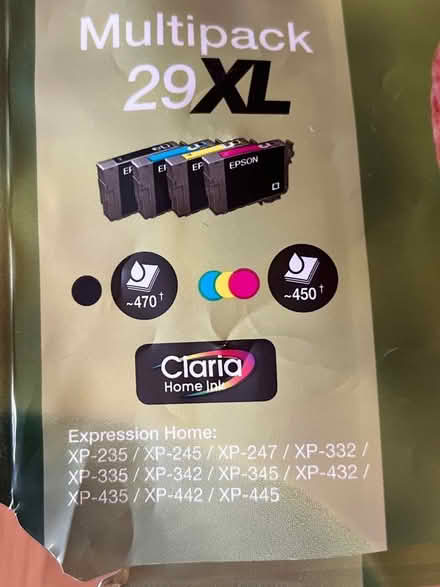 Multipack
29XL
EPSON
~470†
~450†
Claria
Home Ink
Expression Home:
XP-235 / XP-245 / XP-247 / XP-332 /
XP-335 / XP-342 / XP-345 / XP-432 /
XP-435 / XP-442 / XP-445